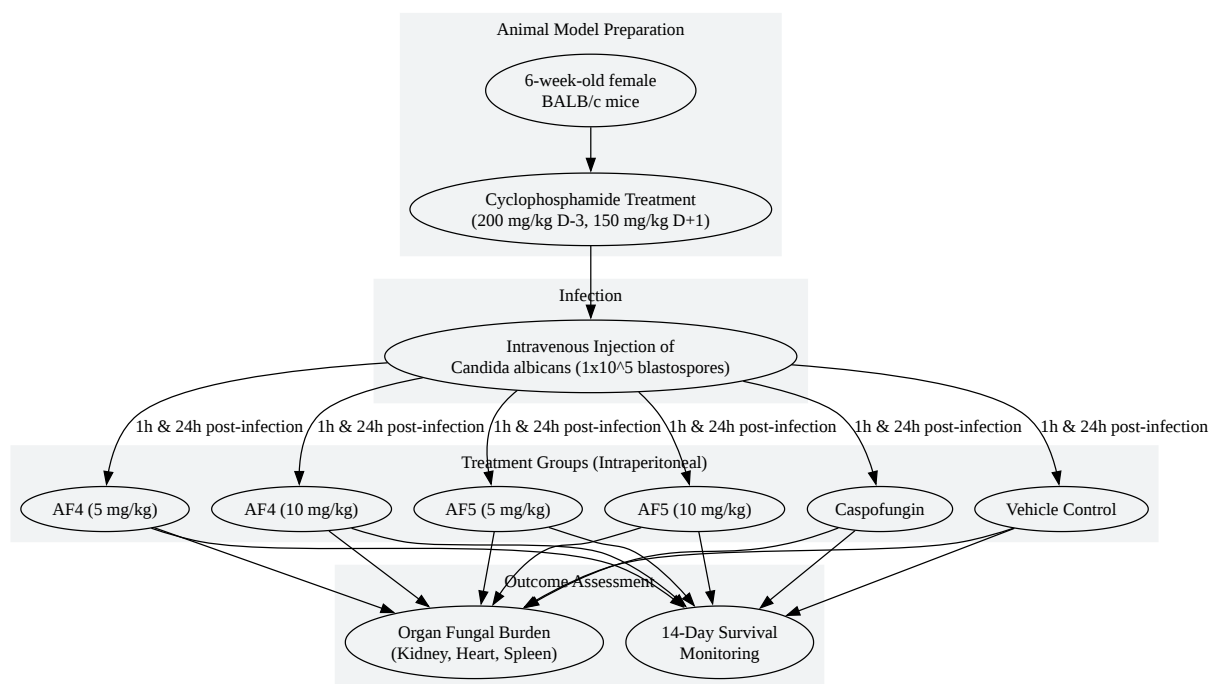 Animal Model Preparation
6-week-old female
BALB/c mice
Cyclophosphamide Treatment
(200 mg/kg D-3, 150 mg/kg D+1)
Infection
Intravenous Injection of
Candida albicans (1x10^5 blastospores)
1h & 24h post-infection
1h & 24h post-infection
1h & 24h post-infection
1h & 24h post-infection
1h & 24h post-infection
1h & 24h post-infection
Treatment Groups (Intraperitoneal)
AF4 (5 mg/kg)
AF4 (10 mg/kg)
AF5 (5 mg/kg)
AF5 (10 mg/kg)
Caspofungin
Vehicle Control
Outcome Assessment
Organ Fungal Burden
(Kidney, Heart, Spleen)
14-Day Survival
Monitoring